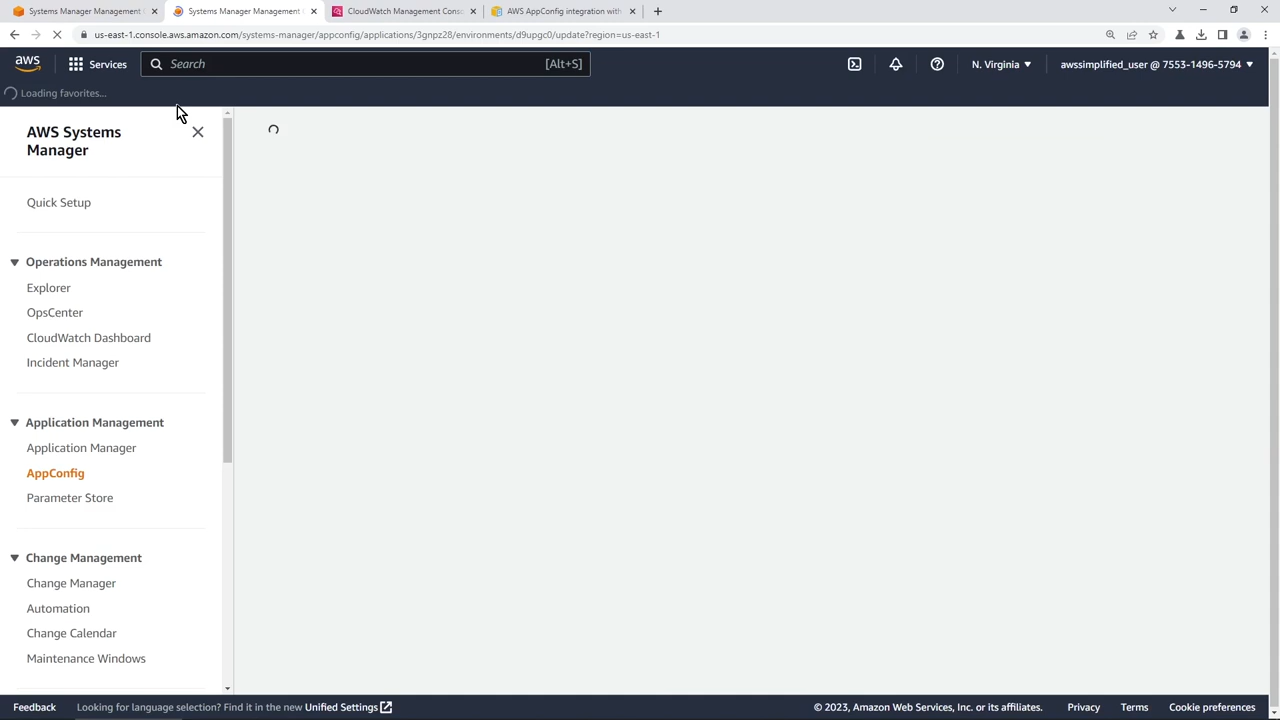 Systems Manager Management
Systems Manager Management
CloudWatch Management Cons
AWS AppConfig integration with
us-east-1.console.aws.amazon.com/systems-manager/appconfig/applications/3gnpz28/environments/d9upgc0/update?region=us-east-1
aws
Services
Search
[Alt+S]
N. Virginia
awssimplified_user @ 7553-1496-5794
Loading favorites...
AWS Systems
Manager
Quick Setup
Operations Management
Explorer
OpsCenter
CloudWatch Dashboard
Incident Manager
Application Management
Application Manager
AppConfig
Parameter Store
Change Management
Change Manager
Automation
Change Calendar
Maintenance Windows
Feedback
Looking for language selection? Find it in the new Unified Settings
© 2023, Amazon Web Services, Inc. or its affiliates.
Privacy
Terms
Cookie preferences